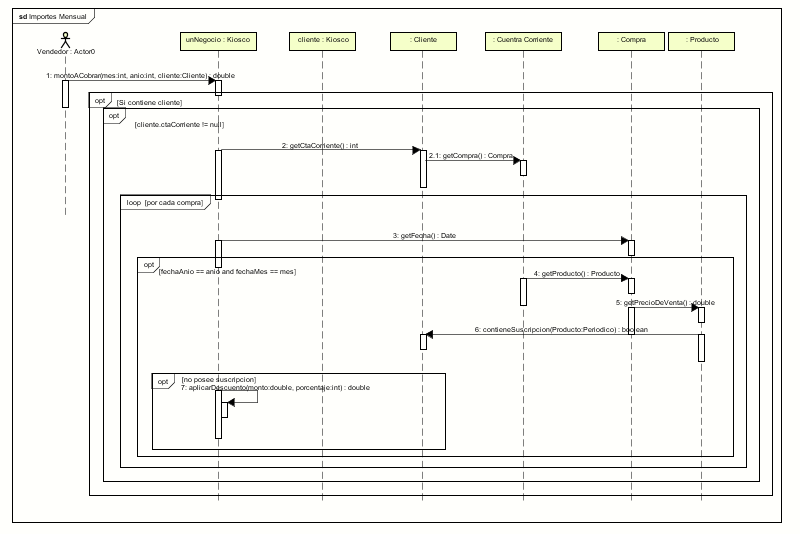 sd Importes Mensual
Vendedor : Actor0
unNegocio : Kiosco
cliente : Kiosco
: Cliente
: Cuentra Corriente
: Compra
: Producto
1: montoACobrar(mes:int, anio:int, cliente:Cliente) : double
opt [Si contiene cliente]
opt
[cliente.ctaCorriente != null]
2: getCtaCorriente() : int
2.1: getCompra() : Compra
loop [por cada compra]
3: getFecha() : Date
opt
[fechaAnio == anio and fechaMes == mes]
4: getProducto() : Producto
5: getPrecioDeVenta() : double
6: contieneSuscripcion(Producto:Periodico) : boolean
opt [no posee suscripcion]
7: aplicarDescuento(monto:double, porcentaje:int) : double